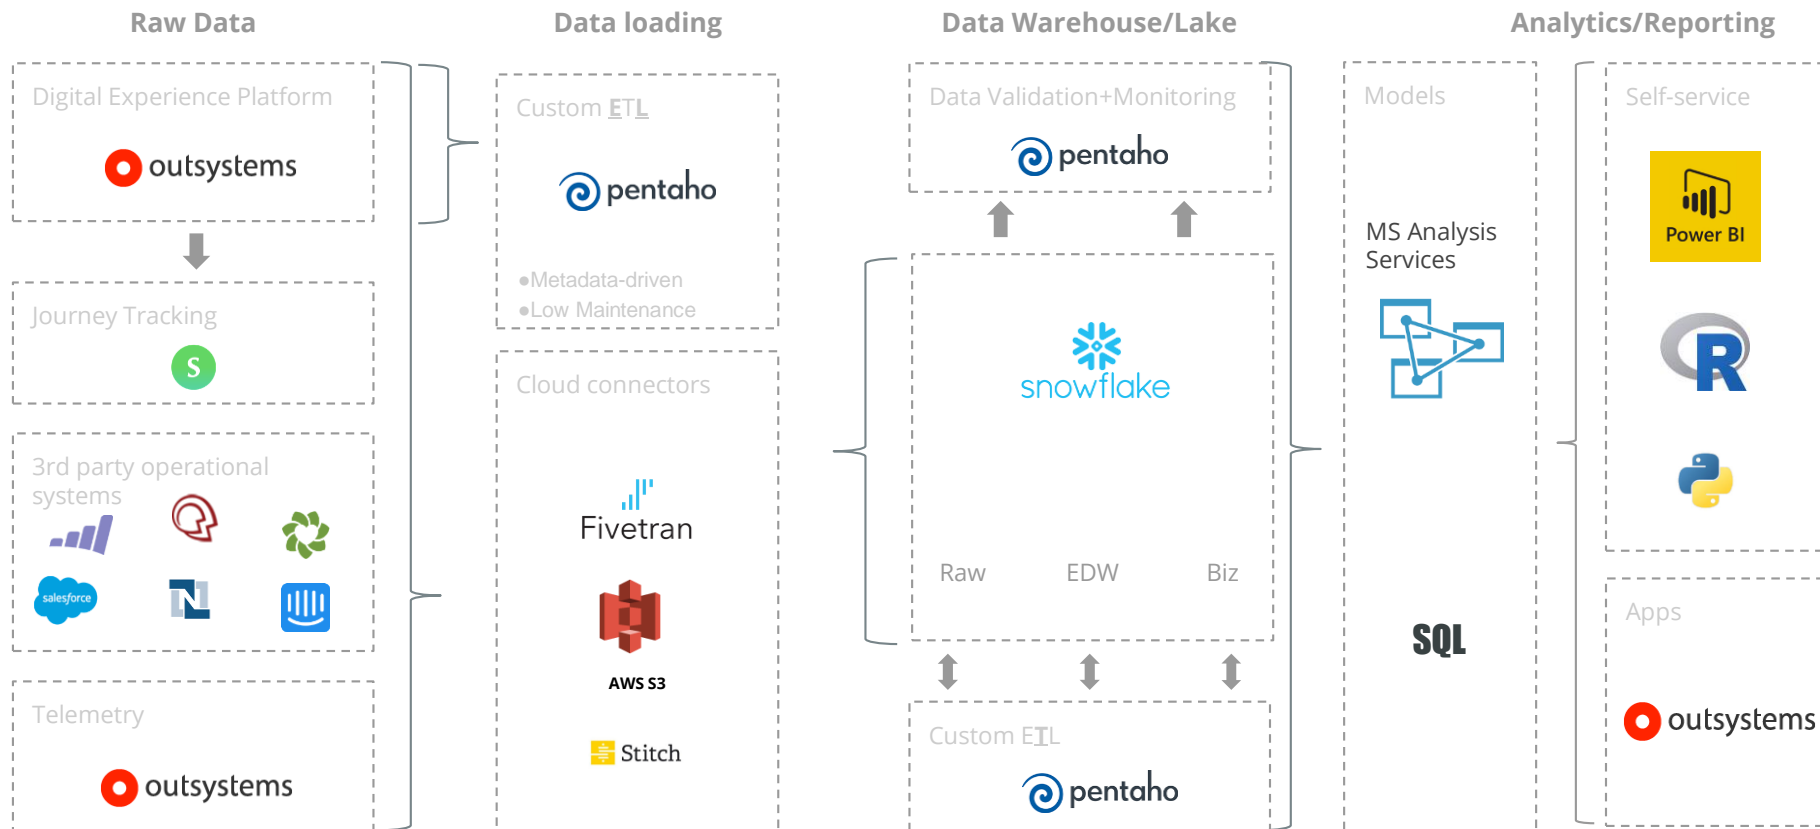 Raw Data
Data loading
Data Warehouse/Lake
Analytics/Reporting
Digital Experience Platform
outsystems
Journey Tracking
S
3rd party operational
systems
salesforce
N
Telemetry
outsystems
Custom ETL
pentaho
●Metadata-driven
●Low Maintenance
Cloud connectors
Fivetran
AWS S3
Stitch
Data Validation+Monitoring
pentaho
snowflake
Raw
EDW
Biz
Custom ETL
pentaho
Models
MS Analysis
Services
SQL
Self-service
Power BI
R
Apps
outsystems